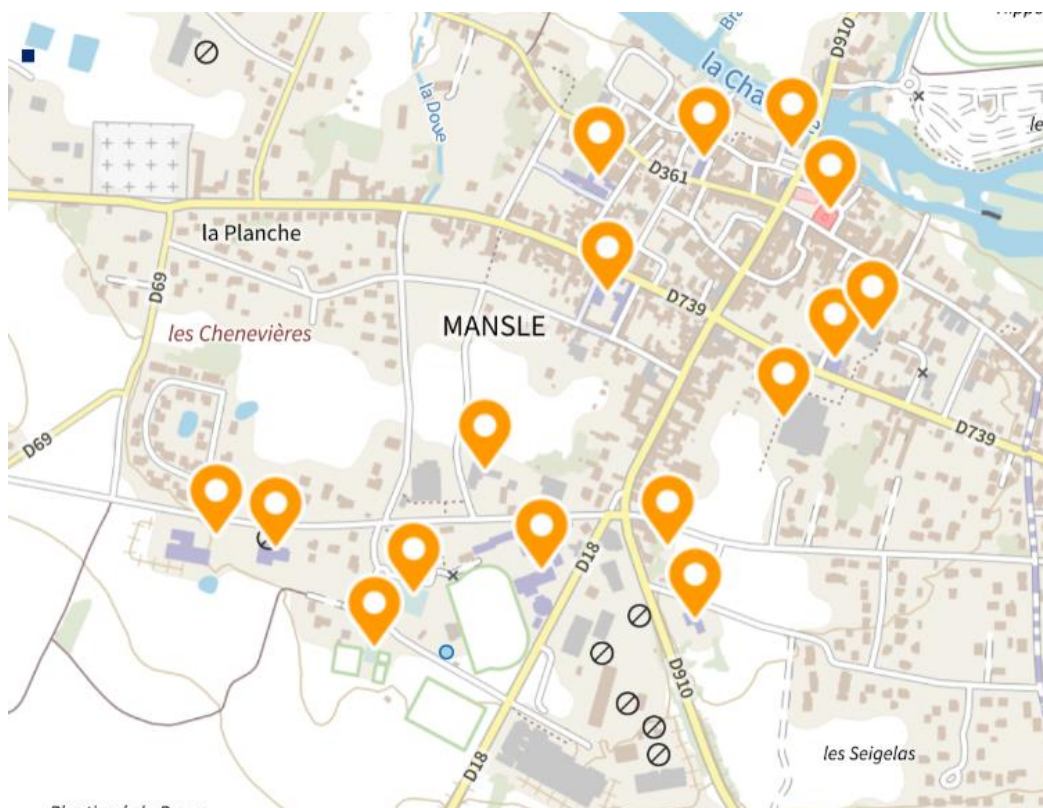 D910
la Cha
la Doue
D361
la Planche
D69
D739
les Chenevières
MANSLE
D69
D739
D18
D910
D18
les Seigelas